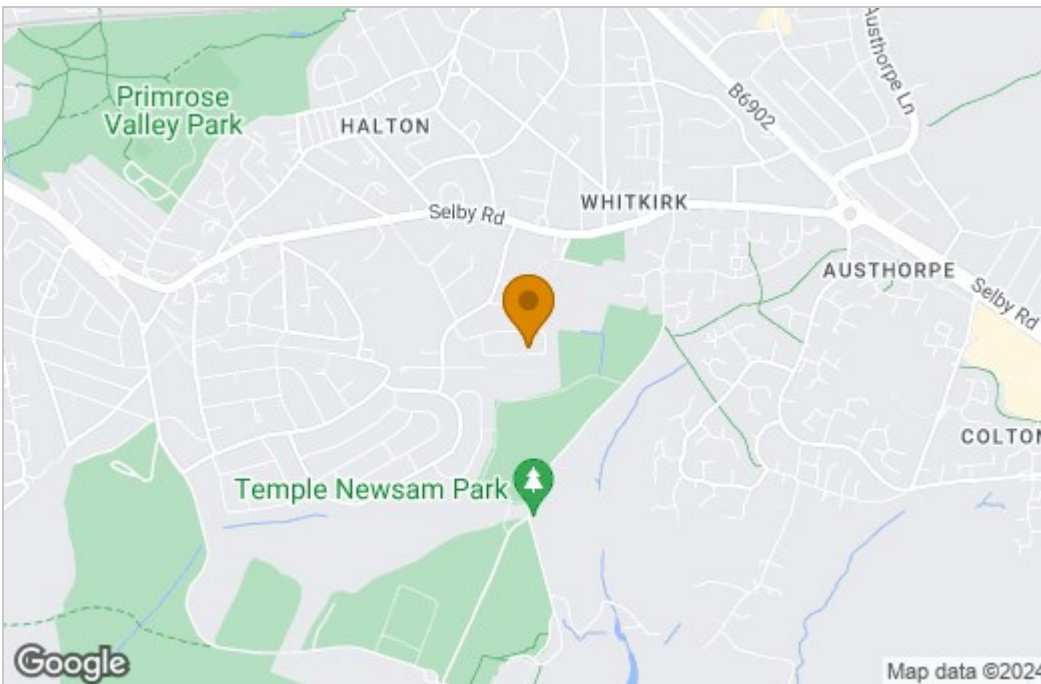 Primrose
Valley Park
HALTON
B6902
Austhorpe Ln
Selby Rd
WHITKIRK
AUSTHORPE
Selby Rd
COLTON
Temple Newsam Park
Google
Map data ©2024